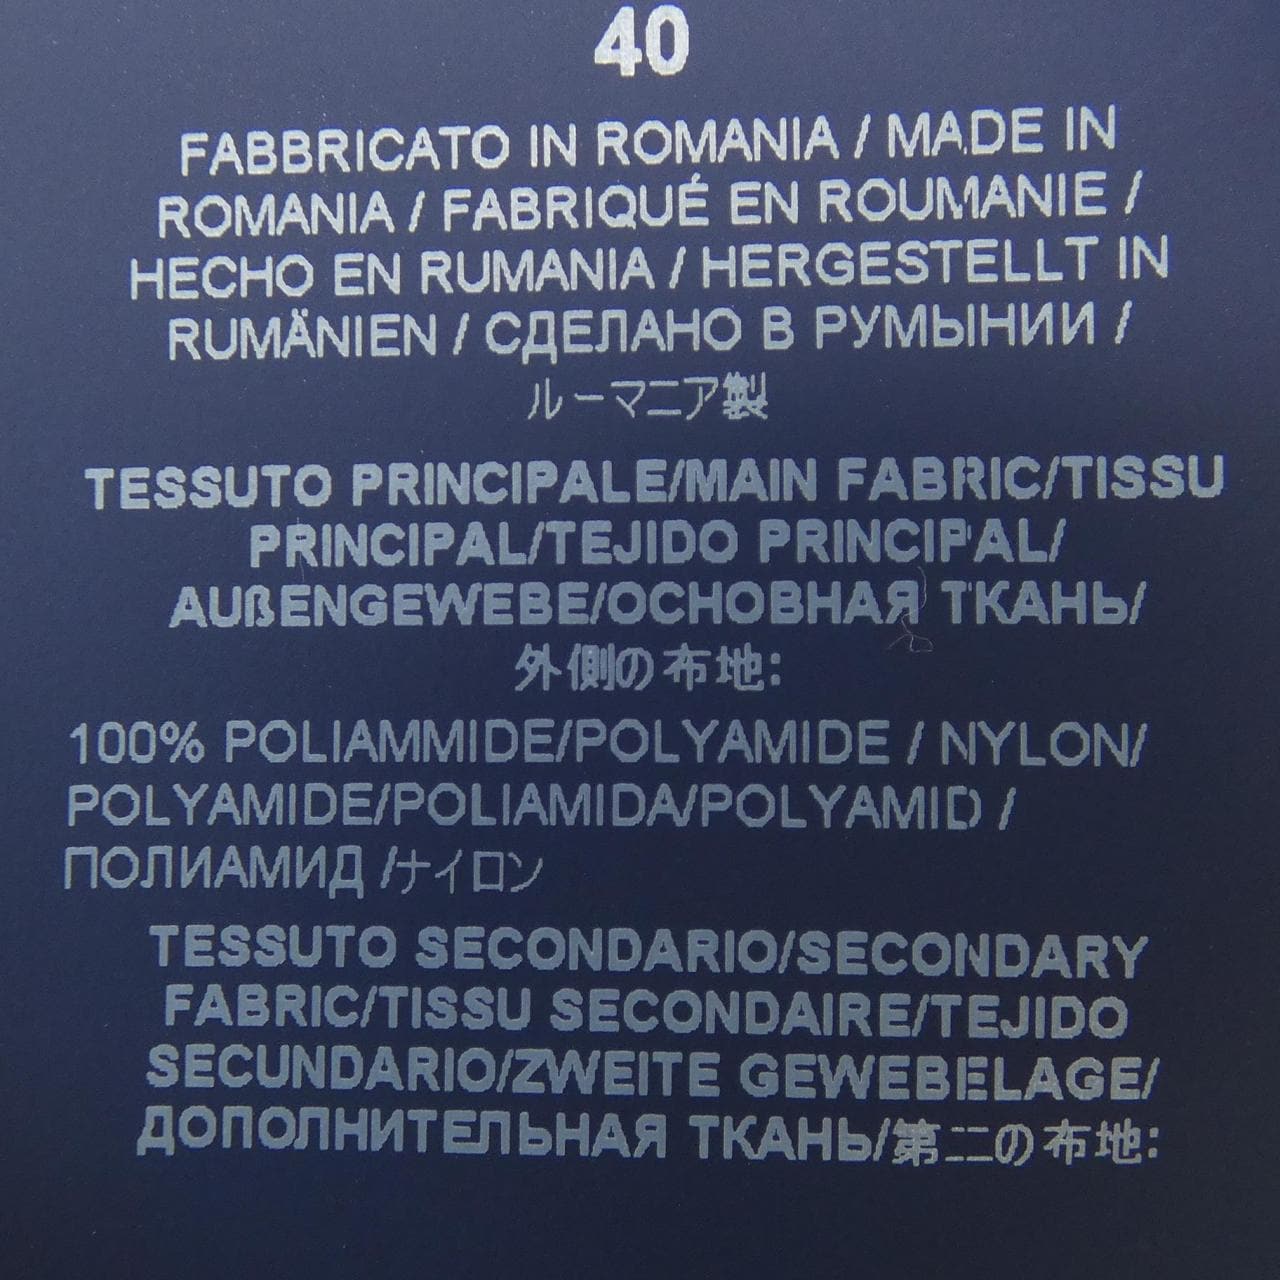 40
FABBRICATO IN ROMANIA / MADE IN
ROMANIA / FABRIQUÉ EN ROUMANIE /
HECHO EN RUMANIA / HERGESTELLT IN
RUMÄNIEN / СДЕЛАНО В РУМЫНИИ /
ルーマニア製
TESSUTO PRINCIPALE/MAIN FABRIC/TISSU
PRINCIPAL/TEJIDO PRINCIPAL/
AUßENGEWEBE/ОСНОВНАЯ ТКАНЬ/
外側の布地:
100% POLIAMMIDE/POLYAMIDE / NYLON/
POLYAMIDE/POLIAMIDA/POLYAMID /
ПОЛИАМИД /ナイロン
TESSUTO SECONDARIO/SECONDARY
FABRIC/TISSU SECONDAIRE/TEJIDO
SECUNDARIO/ZWEITE GEWEBELAGE/
ДОПОЛНИТЕЛЬНАЯ ТКАНЬ/第二の布地: